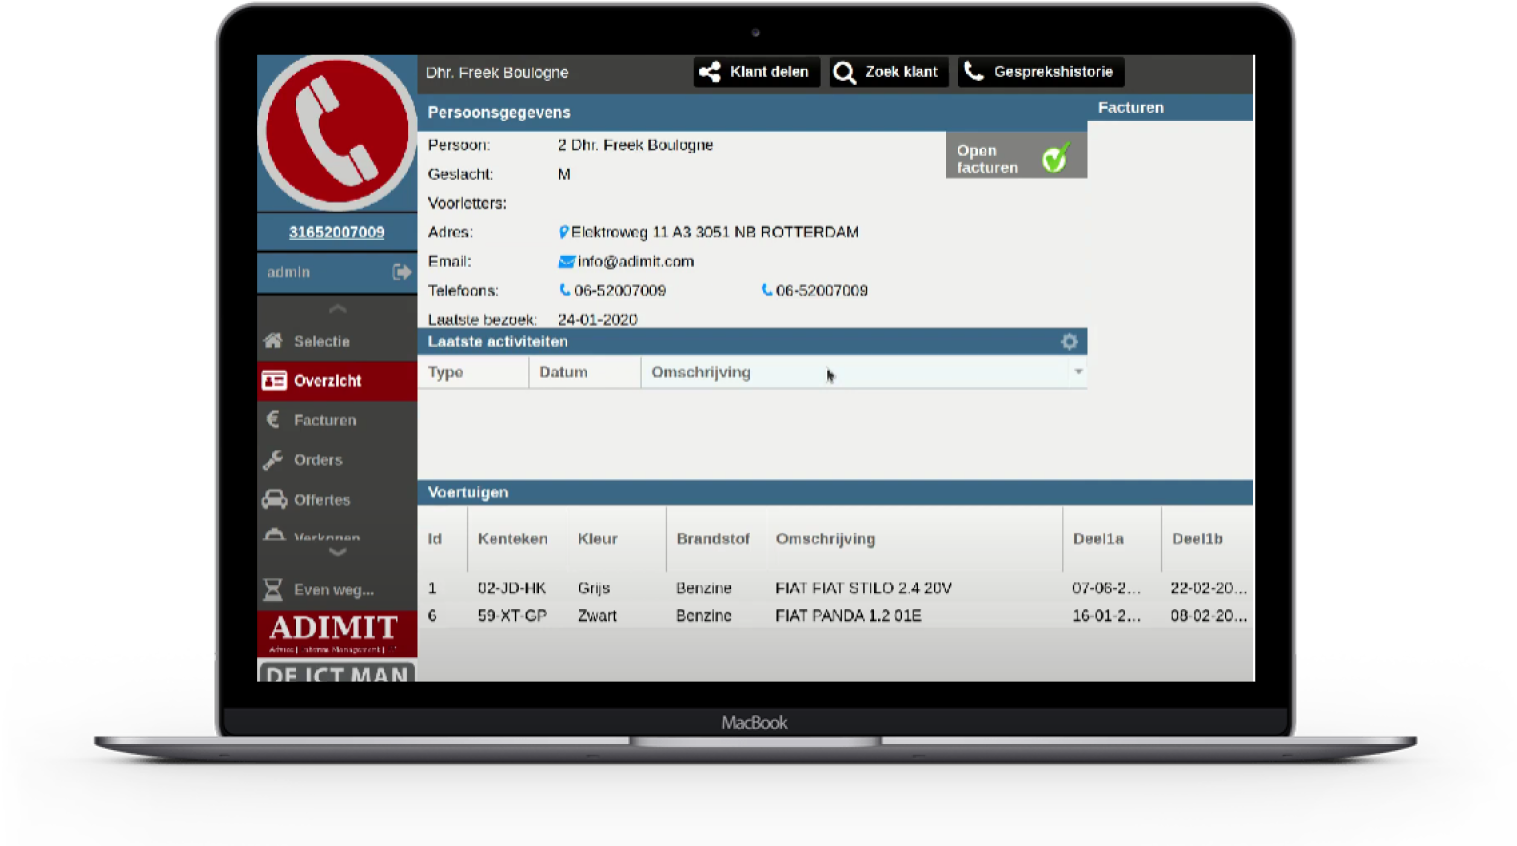 Dhr. Freek Boulogne
Klant delen
Zoek klant
Gesprekshistorie
31652007009
admin
Selectie
Overzicht
Facturen
Orders
Offertes
Verkopen
Even weg...
ADIMIT
DE ICT MAN
Persoonsgegevens
Persoon: 2 Dhr. Freek Boulogne
Geslacht: M
Voorletters:
Adres: Elektroweg 11 A3 3051 NB ROTTERDAM
Email: info@adimit.com
Telefoons: 06-52007009 06-52007009
Laatste bezoek: 24-01-2020
Open
facturen
Facturen
Laatste activiteiten
Type Datum Omschrijving
Voertuigen
Id Kenteken Kleur Brandstof Omschrijving Deel1a Deel1b
1 02-JD-HK Grijs Benzine FIAT FIAT STILO 2.4 20V 07-06-2... 22-02-20...
6 59-XT-GP Zwart Benzine FIAT PANDA 1.2 01E 16-01-2... 08-02-20...
MacBook